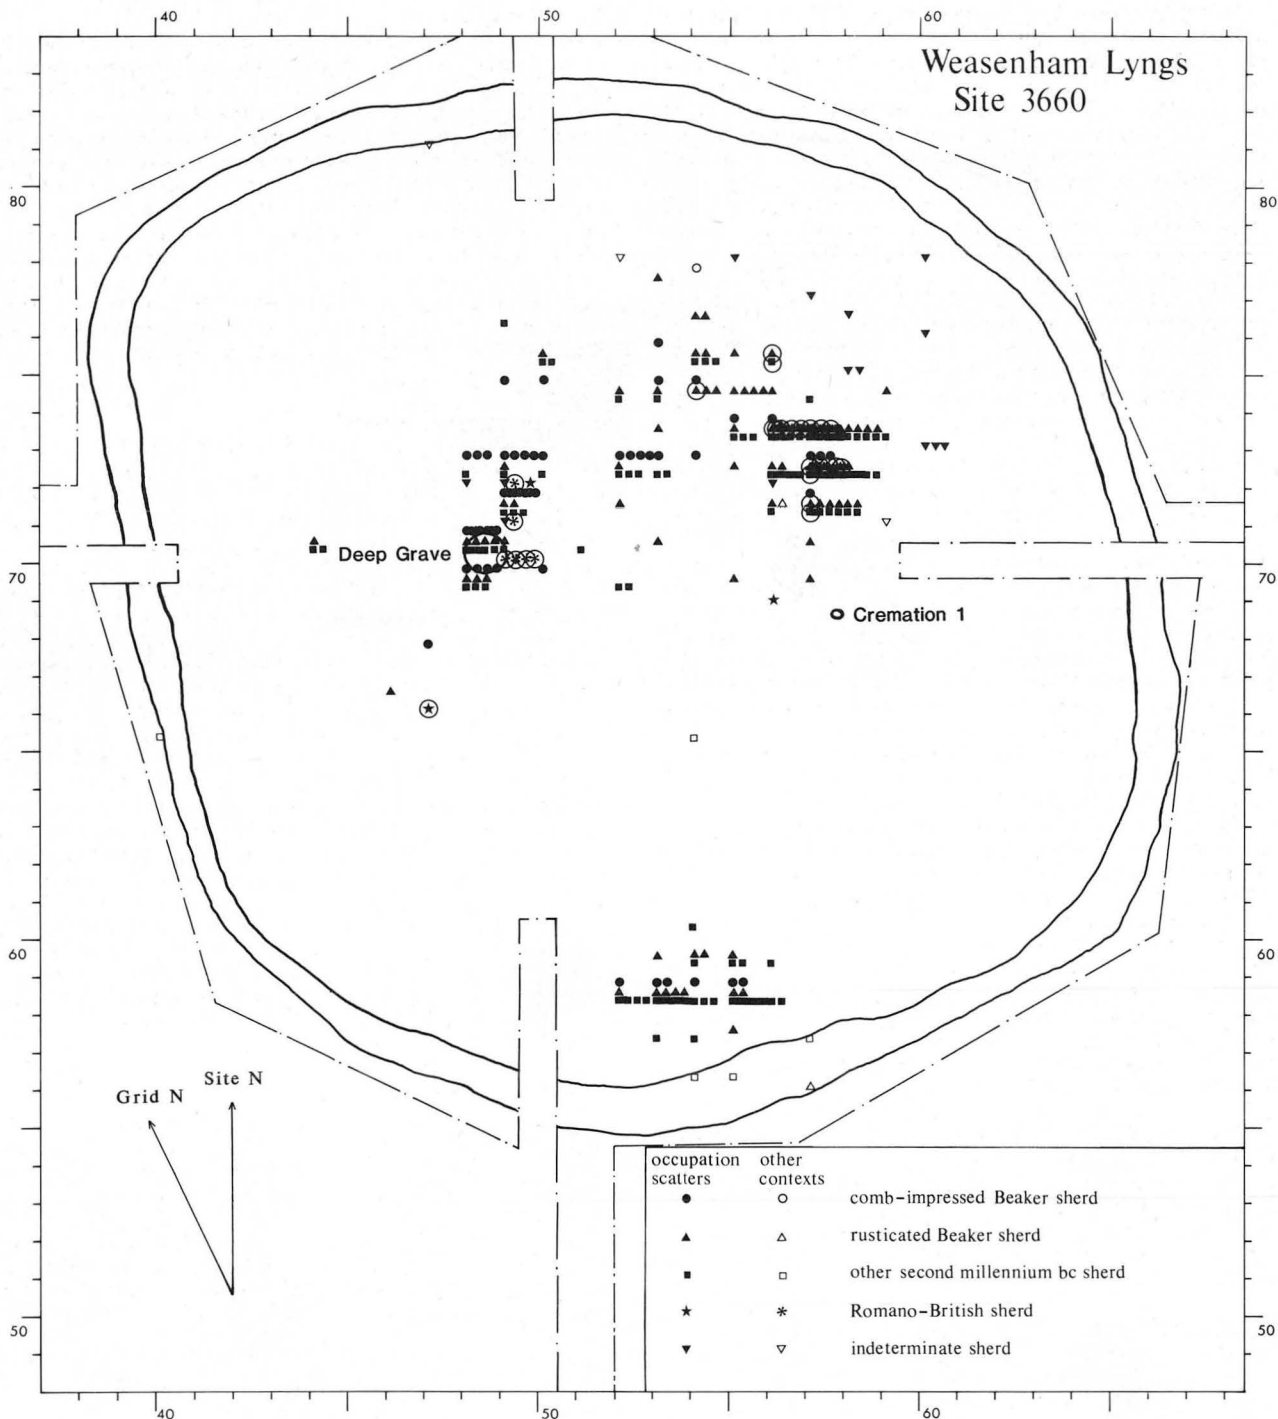 40 50 60
Weasenham Lyngs
Site 3660
80 80
Deep Grave
70 70
Cremation 1
60 60
Site N
Grid N
occupation scatters
other contexts
comb-impressed Beaker sherd
rusticated Beaker sherd
other second millennium bc sherd
Romano-British sherd
indeterminate sherd
50 50
40 50 60